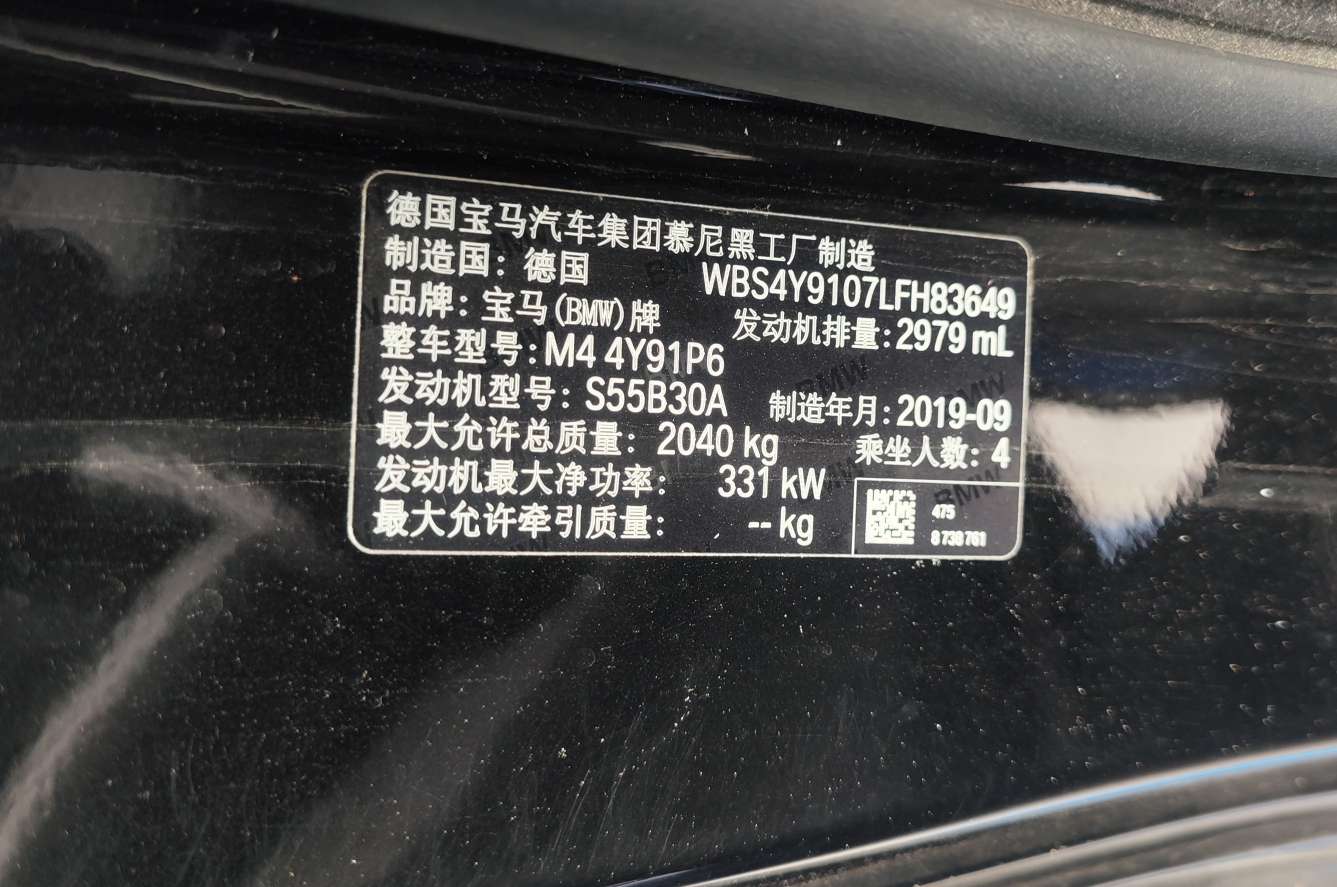 德国宝马汽车集团慕尼黑工厂制造
制造国：德国 WBS4Y9107LFH83649
品牌：宝马(BMW)牌 发动机排量：2979 mL
整车型号：M4 4Y91P6
发动机型号：S55B30A 制造年月：2019-09
最大允许总质量：2040 kg 乘坐人数：4
发动机最大净功率：331 kW
最大允许牵引质量：-- kg
475
8 738 761